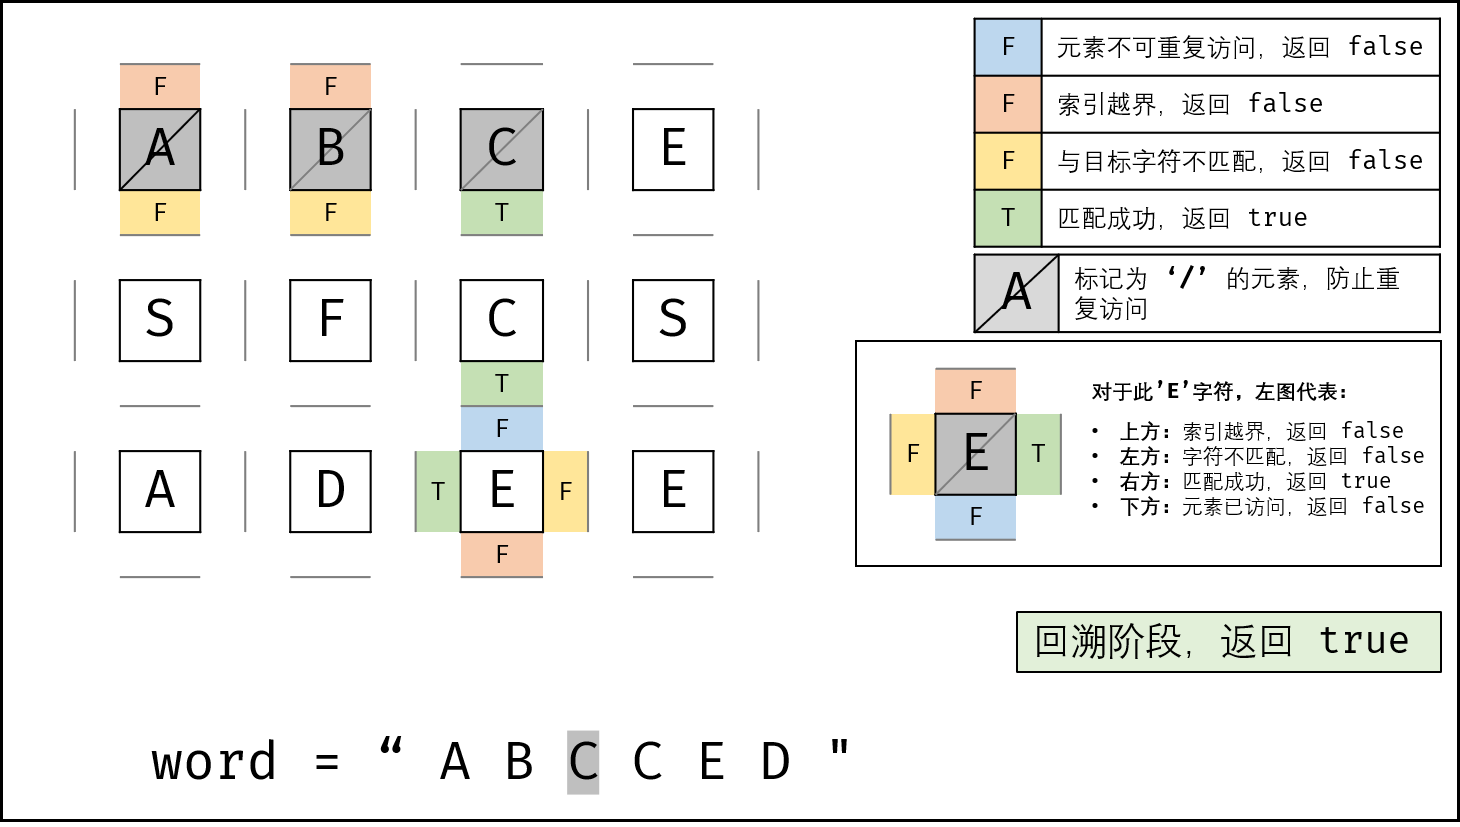 F F
A B C E
F F T
S F C S
T
F
A D E E
T F
F
F 元素不可重复访问, 返回 false
F 索引越界, 返回 false
F 与目标字符不匹配, 返回 false
T 匹配成功, 返回 true
A 标记为 ‘/’ 的元素, 防止重
复访问
F
F E T
F
对于此’E’字符, 左图代表:
• 上方: 索引越界, 返回 false
• 左方: 字符不匹配, 返回 false
• 右方: 匹配成功, 返回 true
• 下方: 元素已访问, 返回 false
回溯阶段, 返回 true
word = “ A B C C E D "